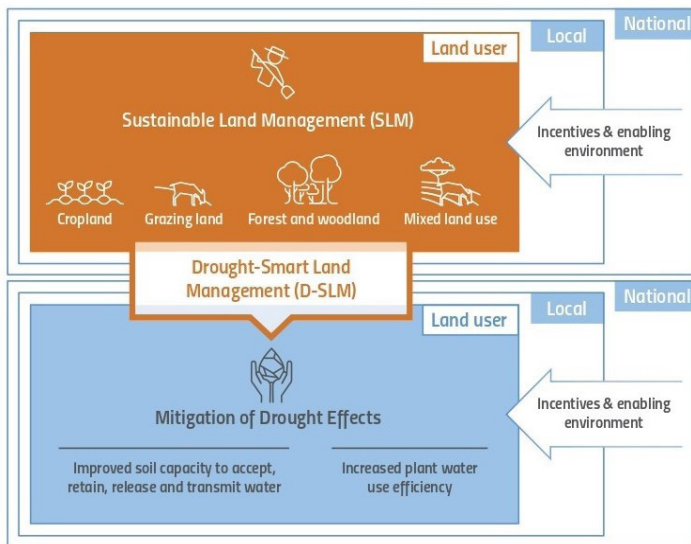 National
Local
Land user
Sustainable Land Management (SLM)
Incentives & enabling
environment
Cropland
Grazing land
Forest and woodland
Mixed land use
Drought-Smart Land
Management (D-SLM)
National
Local
Land user
Mitigation of Drought Effects
Incentives & enabling
environment
Improved soil capacity to accept,
retain, release and transmit water
Increased plant water
use efficiency